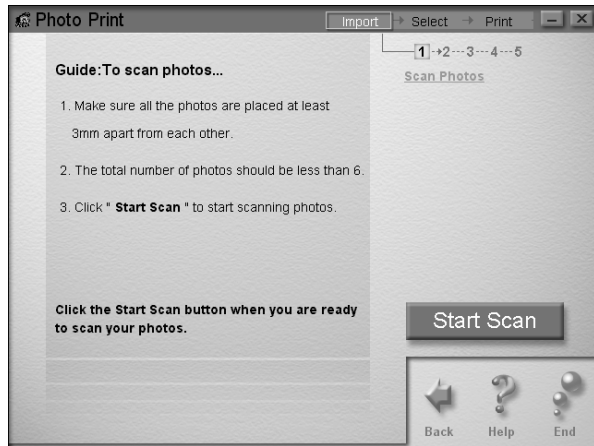 Photo Print
Import Select Print
1 2 3 4 5
Scan Photos
Guide:To scan photos...
1. Make sure all the photos are placed at least
3mm apart from each other.
2. The total number of photos should be less than 6.
3. Click " Start Scan " to start scanning photos.
Click the Start Scan button when you are ready
to scan your photos.
Start Scan
Back Help End